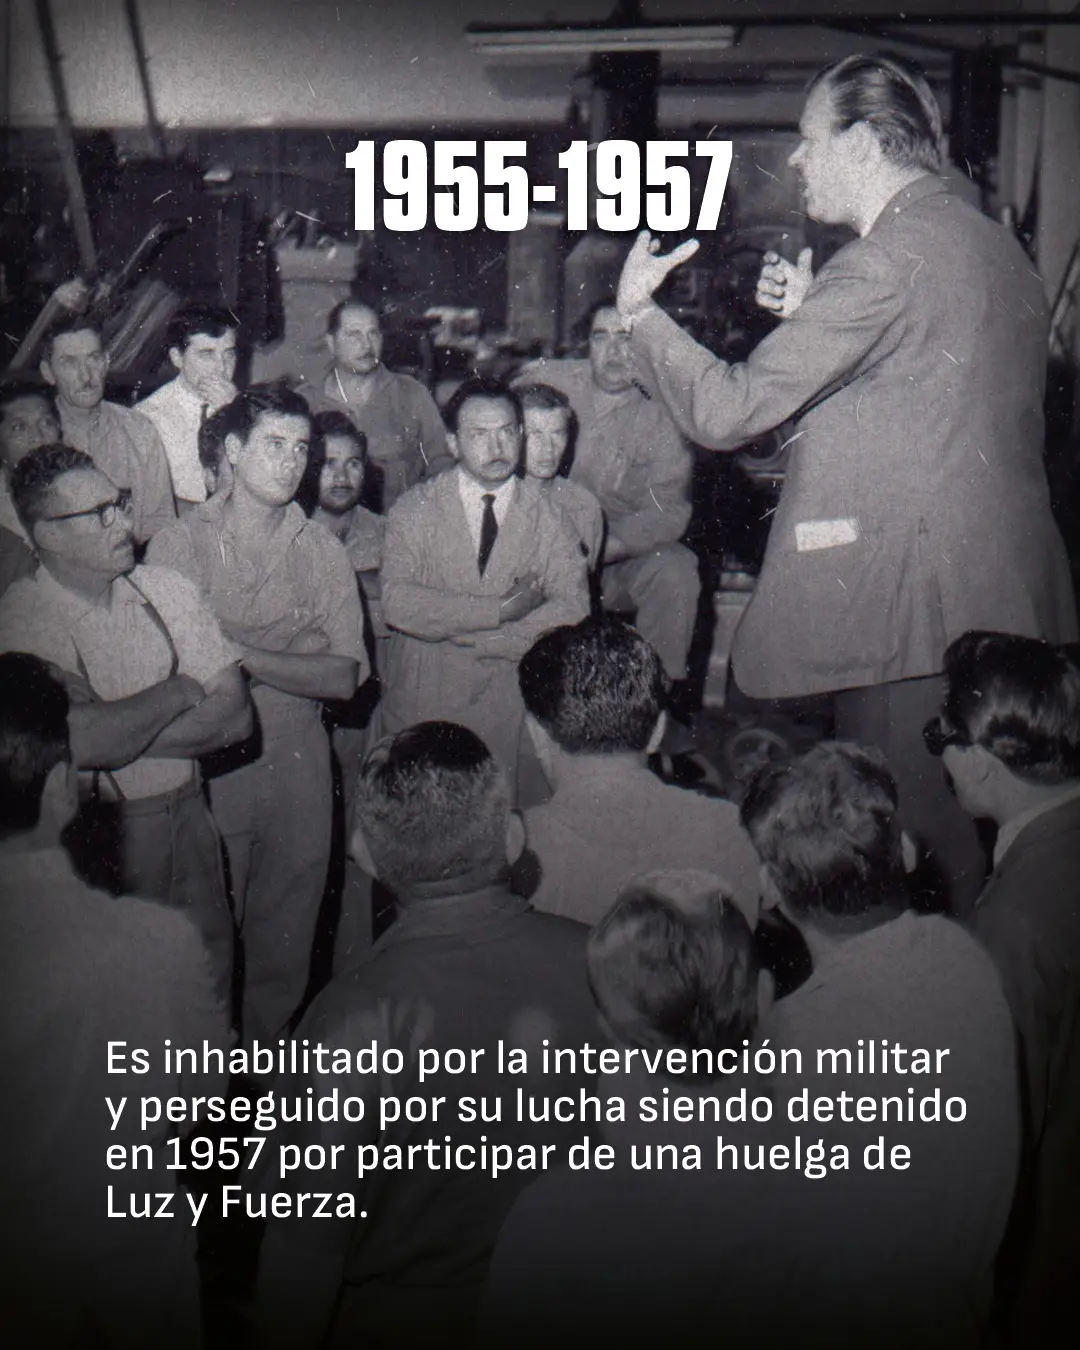 1955-1957
Es inhabilitado por la intervención militar
y perseguido por su lucha siendo detenido
en 1957 por participar de una huelga de
Luz y Fuerza.